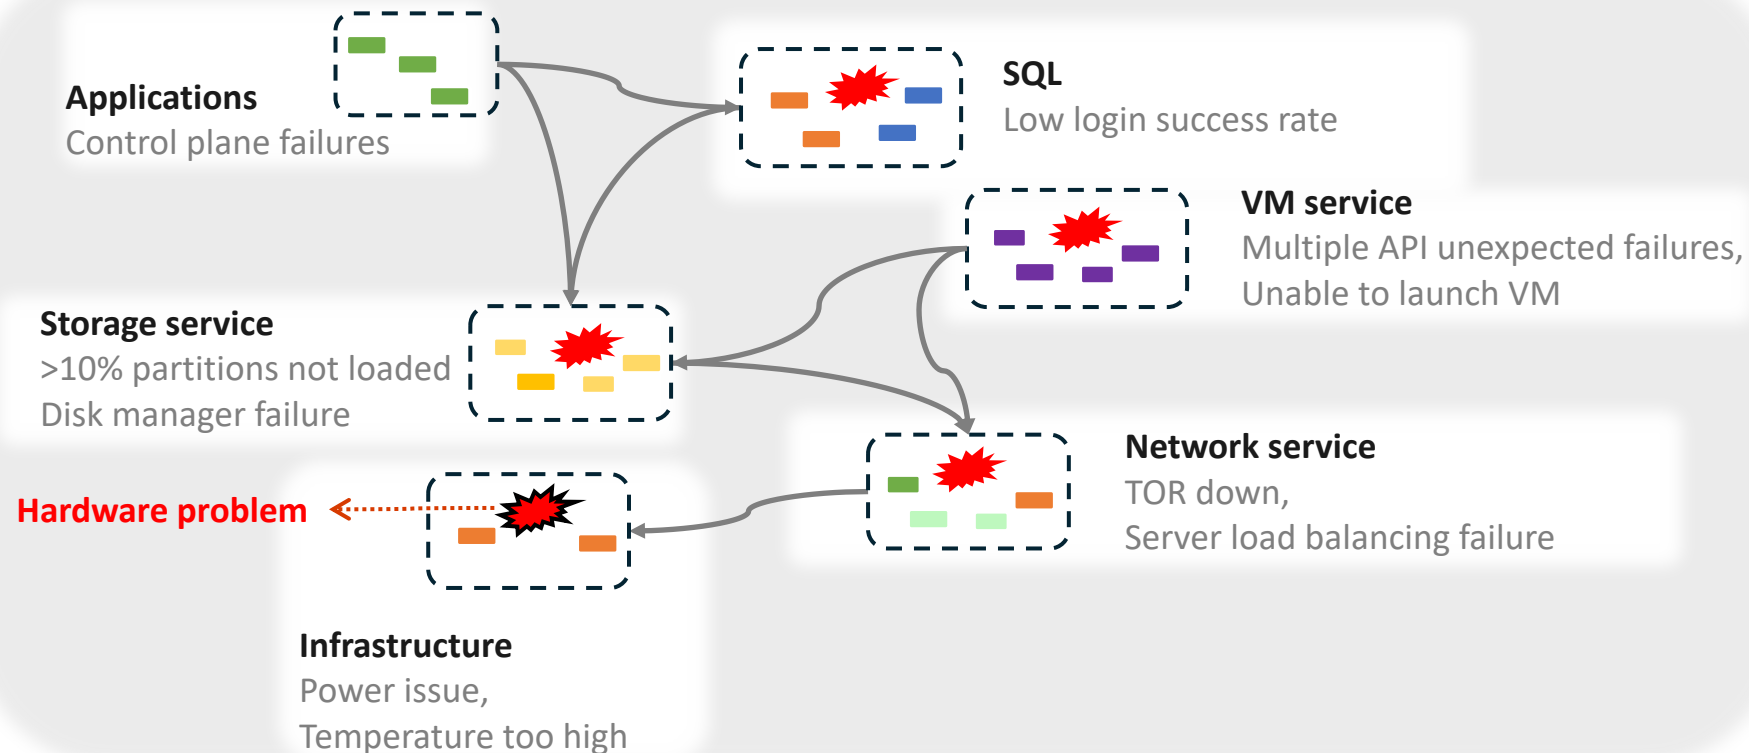 Applications
Control plane failures
SQL
Low login success rate
VM service
Multiple API unexpected failures,
Unable to launch VM
Storage service
>10% partitions not loaded
Disk manager failure
Network service
TOR down,
Server load balancing failure
Hardware problem
Infrastructure
Power issue,
Temperature too high